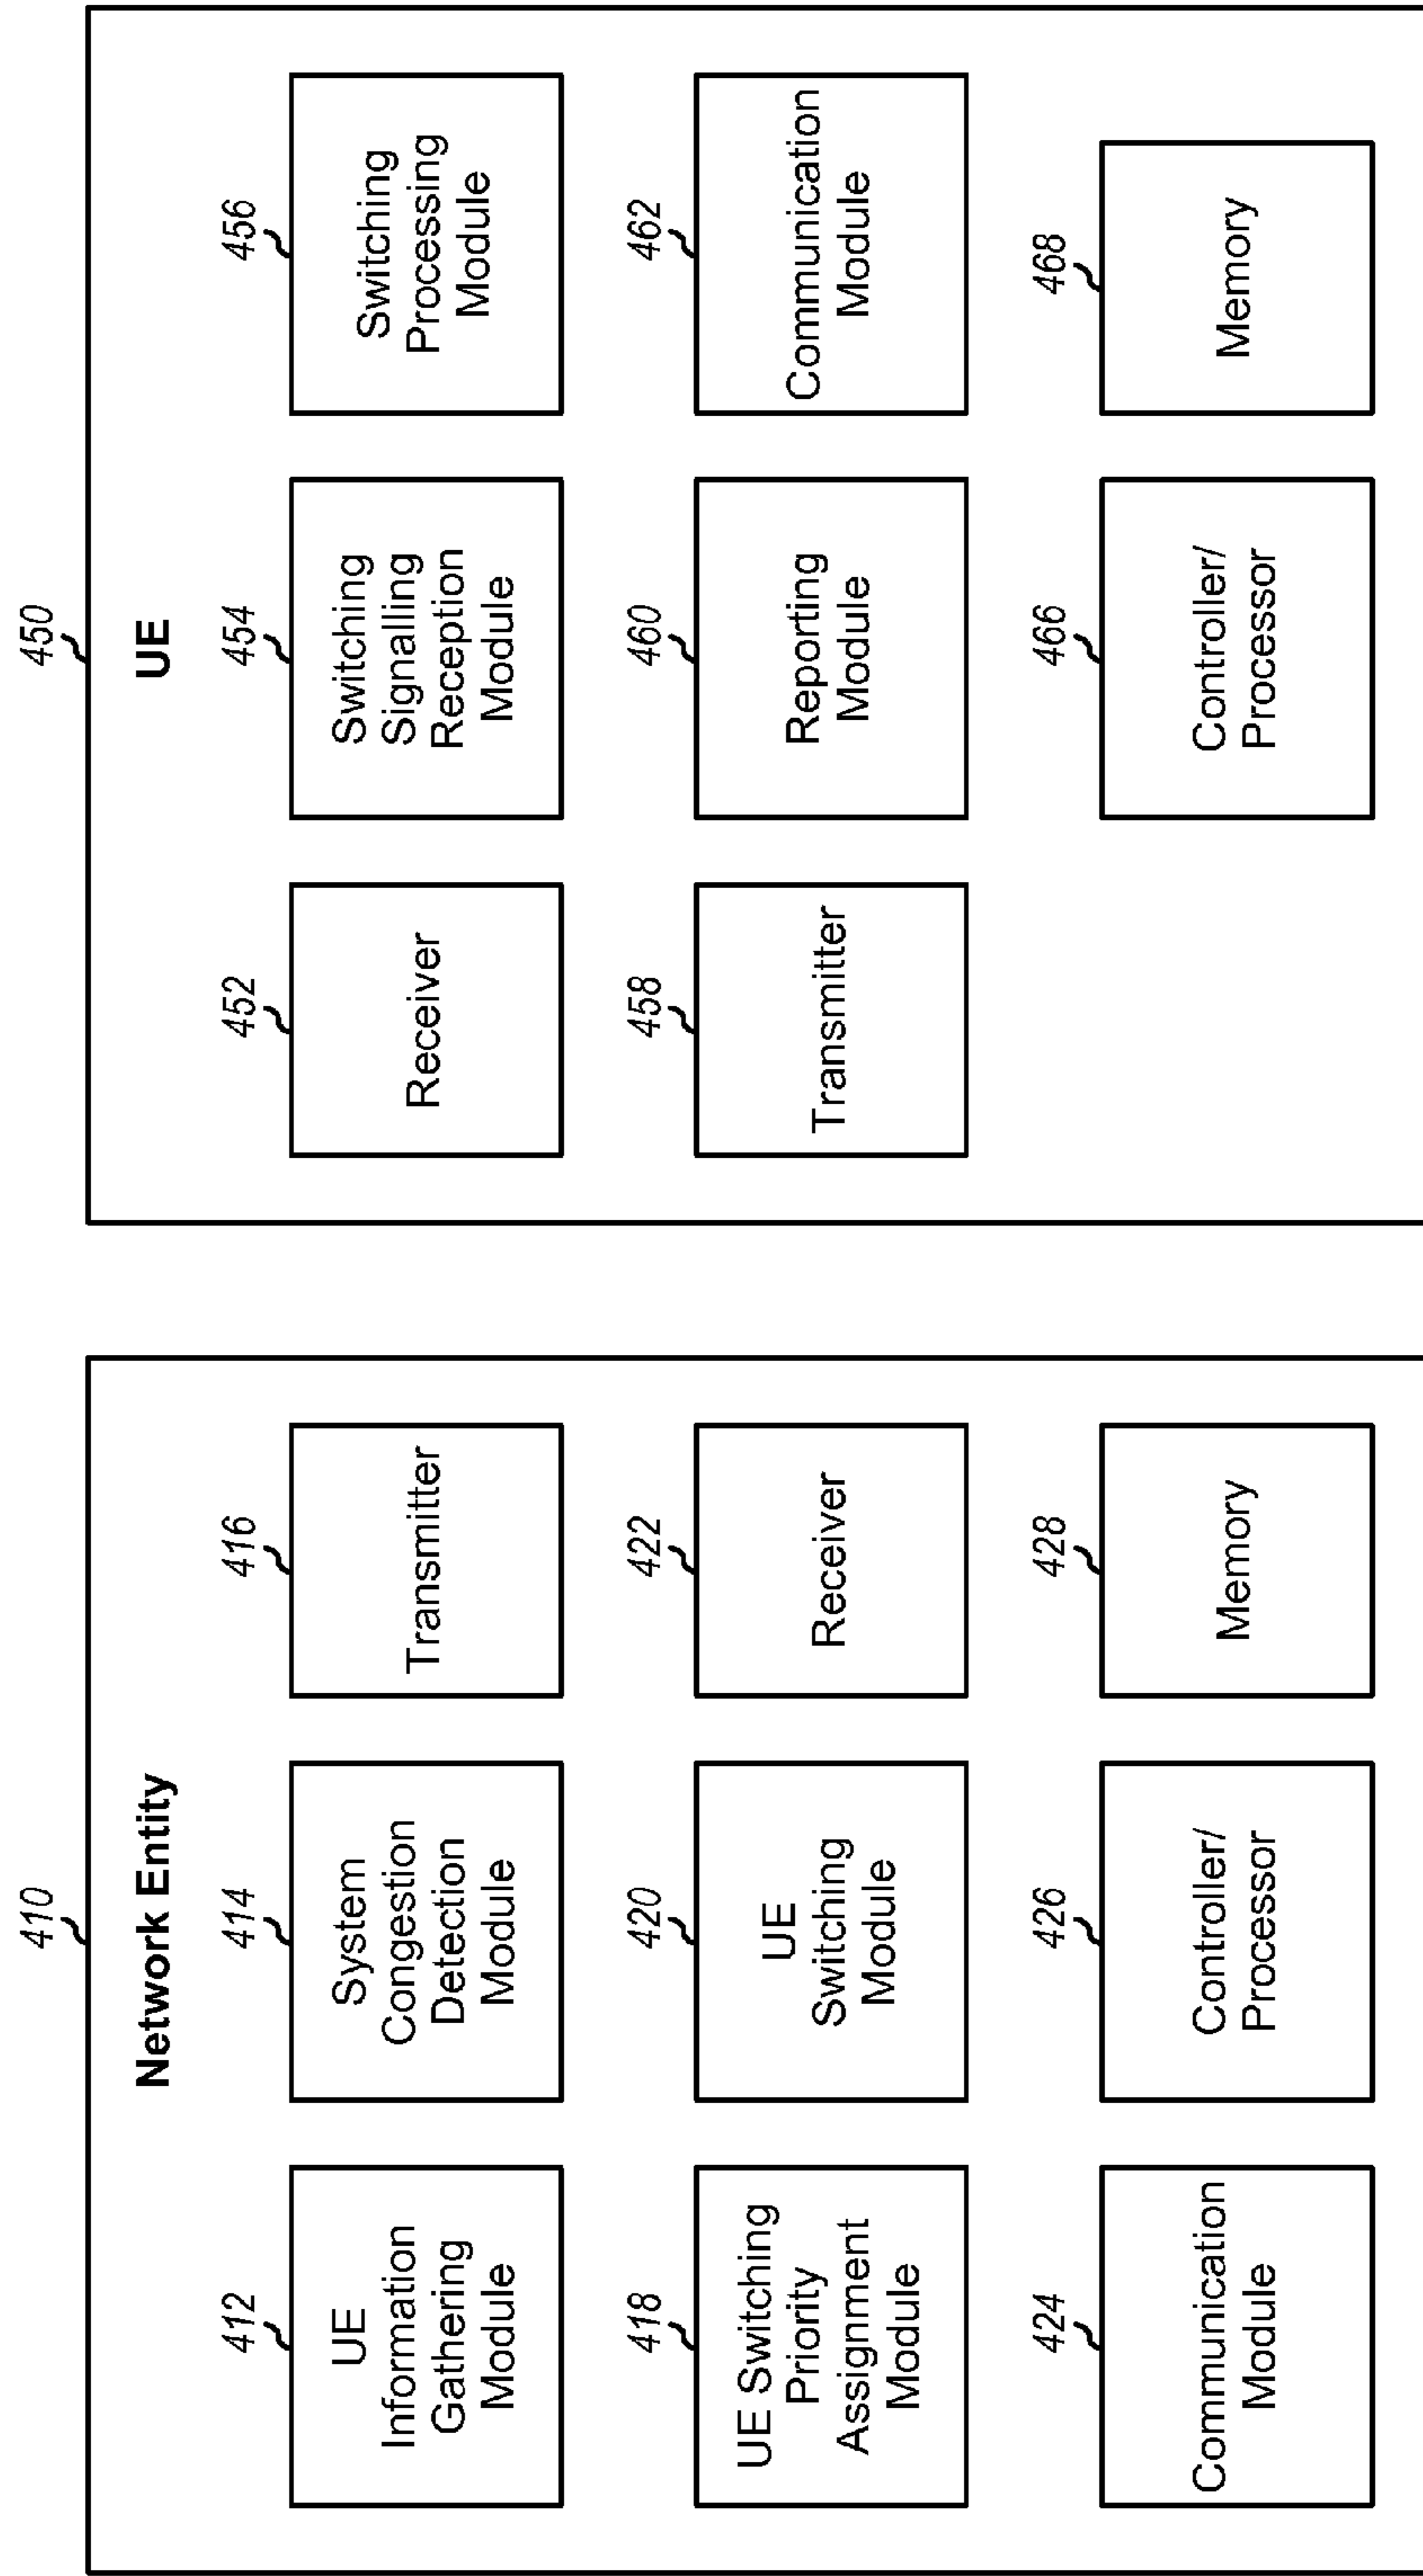 410
Network Entity
412
UE
Information
Gathering
Module
414
System
Congestion
Detection
Module
416
Transmitter
418
UE Switching
Priority
Assignment
Module
420
UE
Switching
Module
422
Receiver
424
Communication
Module
426
Controller/
Processor
428
Memory
450
UE
452
Receiver
454
Switching
Signalling
Reception
Module
456
Switching
Processing
Module
458
Transmitter
460
Reporting
Module
462
Communication
Module
466
Controller/
Processor
468
Memory